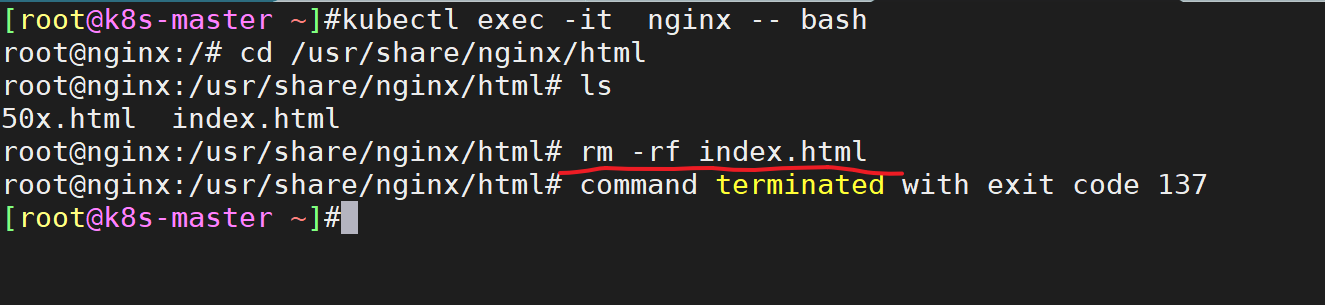 [root@k8s-master ~]#kubectl exec -it  nginx -- bash
root@nginx:/# cd /usr/share/nginx/html
root@nginx:/usr/share/nginx/html# ls
50x.html  index.html
root@nginx:/usr/share/nginx/html# rm -rf index.html
root@nginx:/usr/share/nginx/html# command terminated with exit code 137
[root@k8s-master ~]#